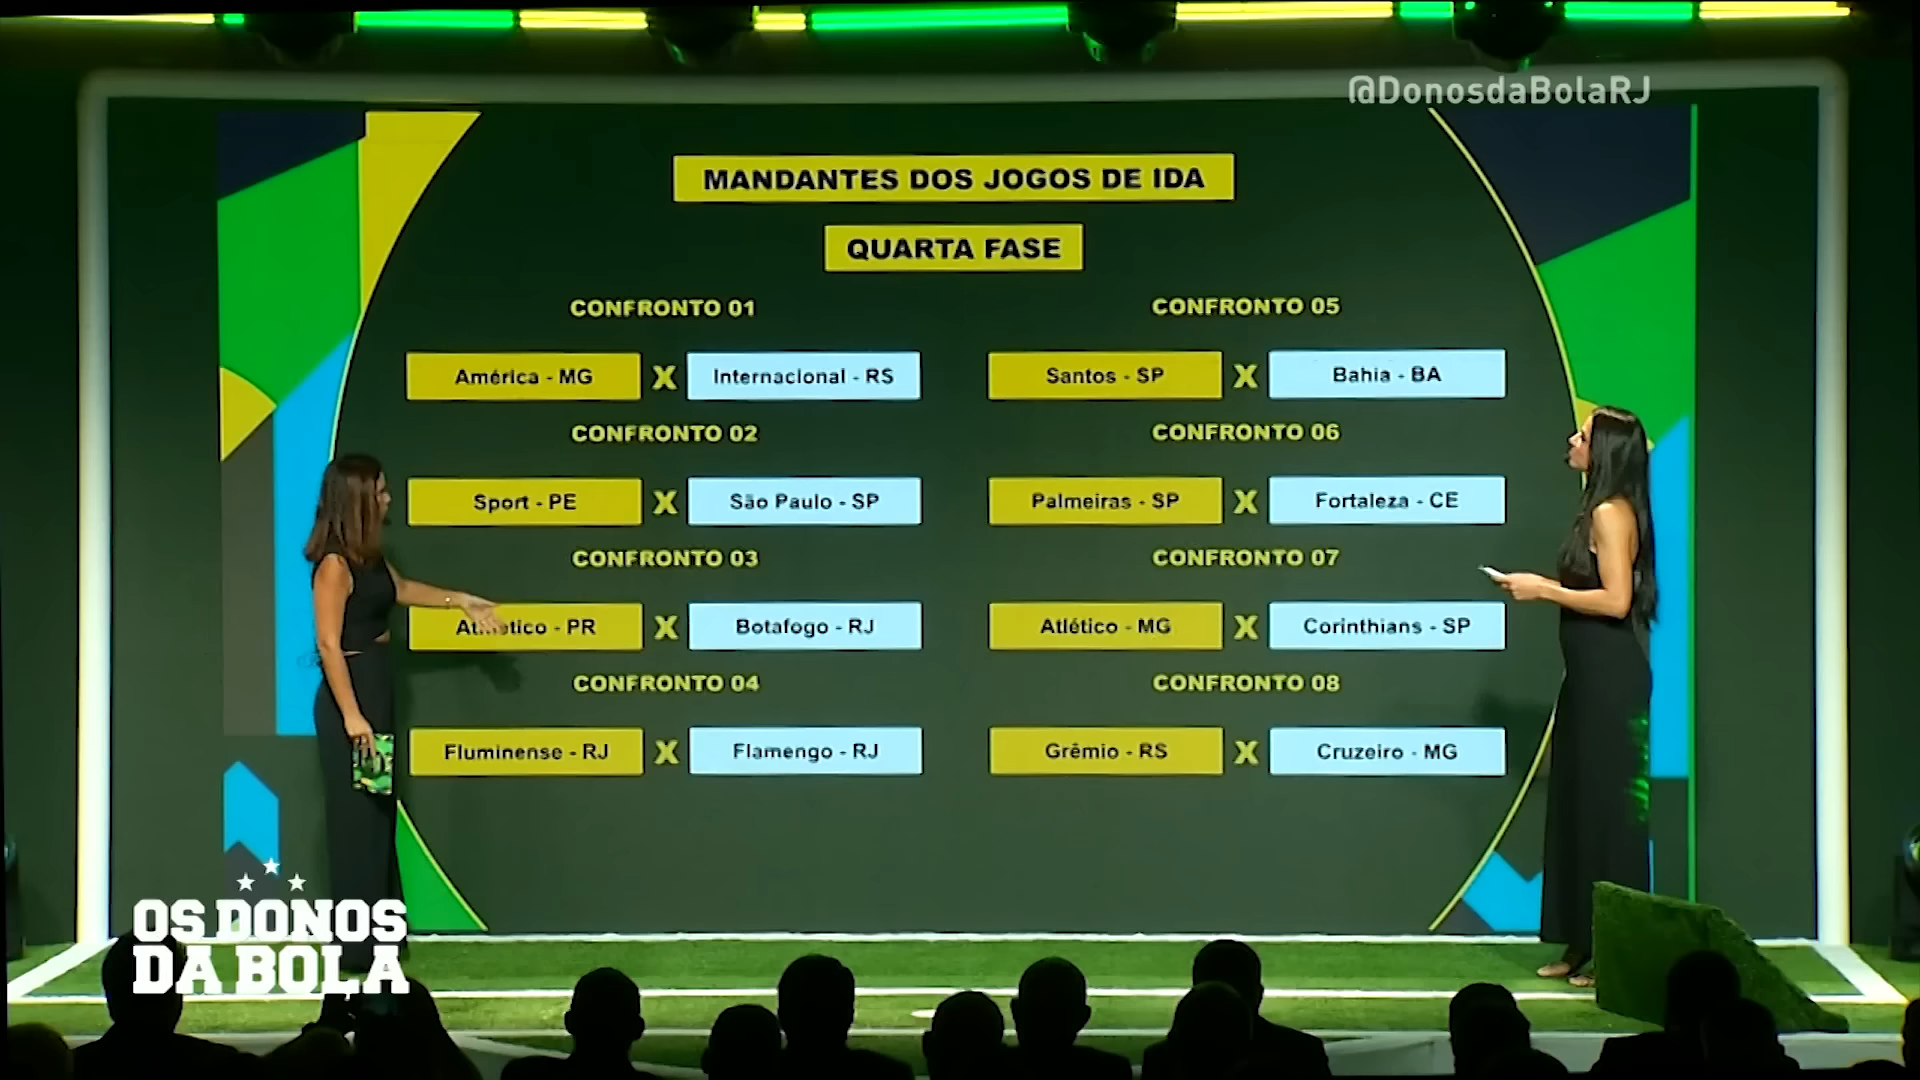 @DonosdaBolaRJ
MANDANTES DOS JOGOS DE IDA
QUARTA FASE
CONFRONTO 01
América - MG X Internacional - RS
CONFRONTO 02
Sport - PE X São Paulo - SP
CONFRONTO 03
Athletico - PR X Botafogo - RJ
CONFRONTO 04
Fluminense - RJ X Flamengo - RJ
CONFRONTO 05
Santos - SP X Bahia - BA
CONFRONTO 06
Palmeiras - SP X Fortaleza - CE
CONFRONTO 07
Atlético - MG X Corinthians - SP
CONFRONTO 08
Grêmio - RS X Cruzeiro - MG
OS DONOS
DA BOLA